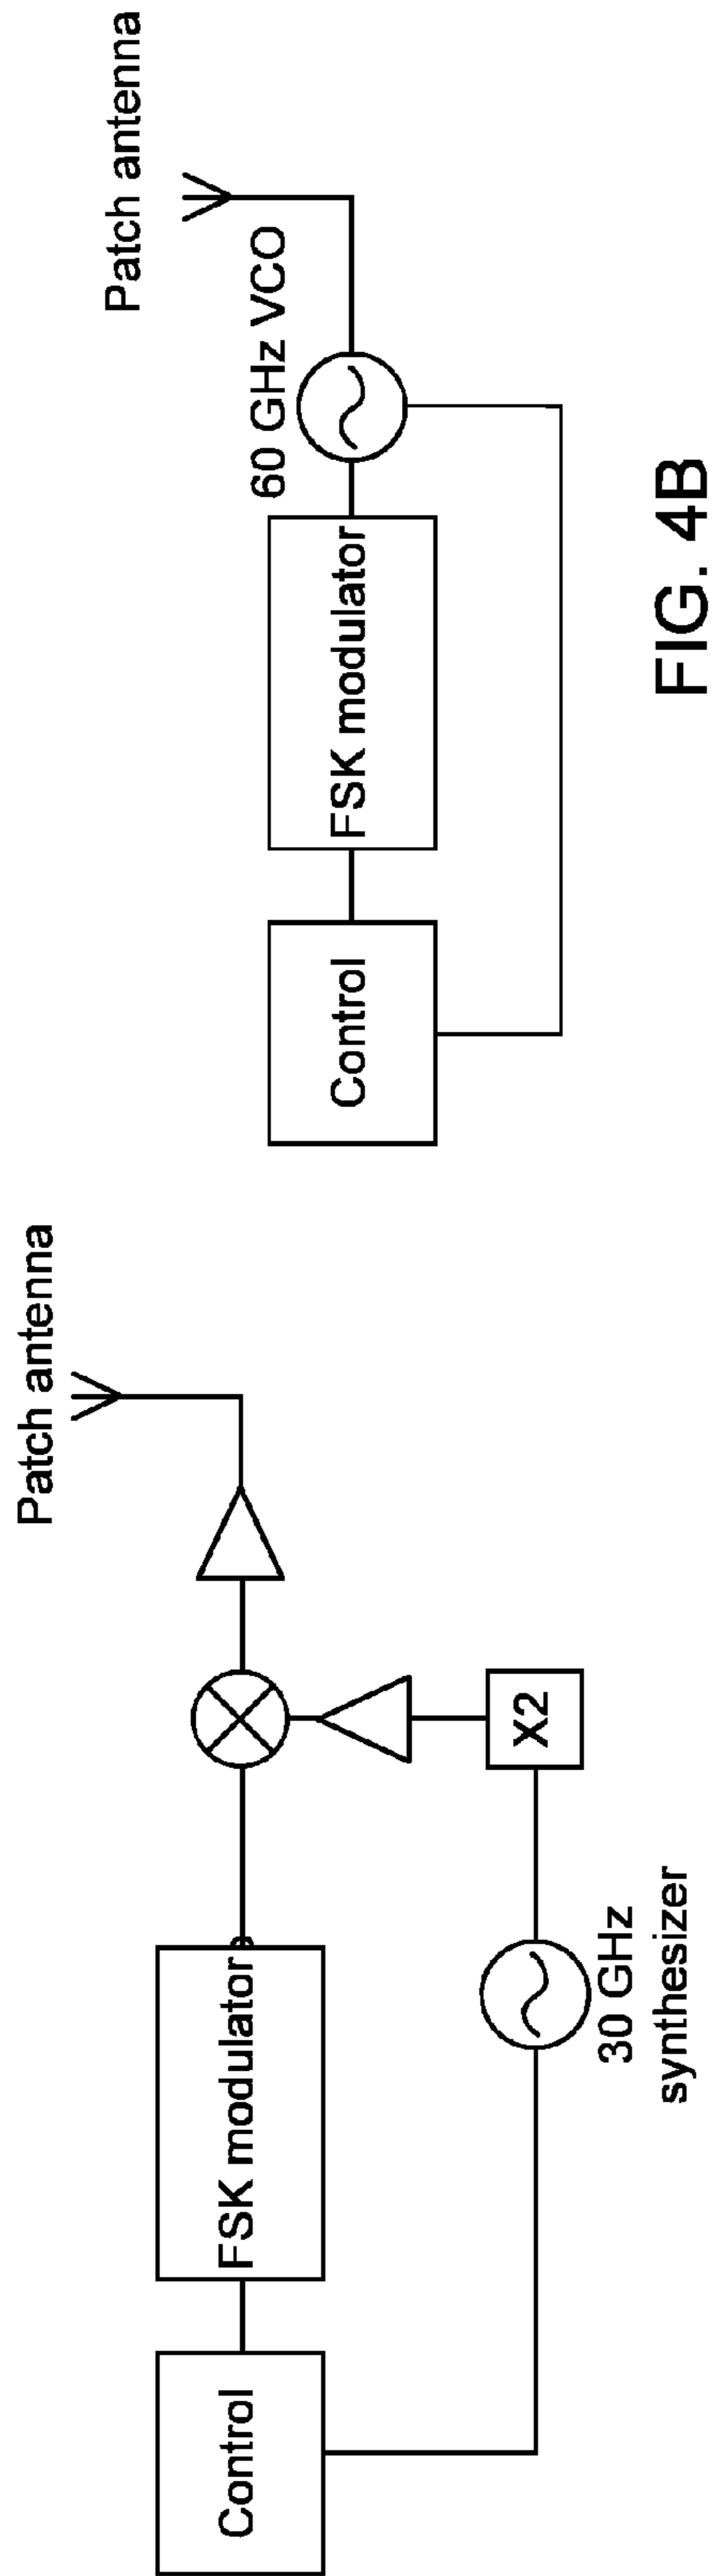 Patch antenna
Control
FSK modulator
X2
30 GHz
synthesizer
Patch antenna
60 GHz VCO
Control
FSK modulator
FIG. 4B